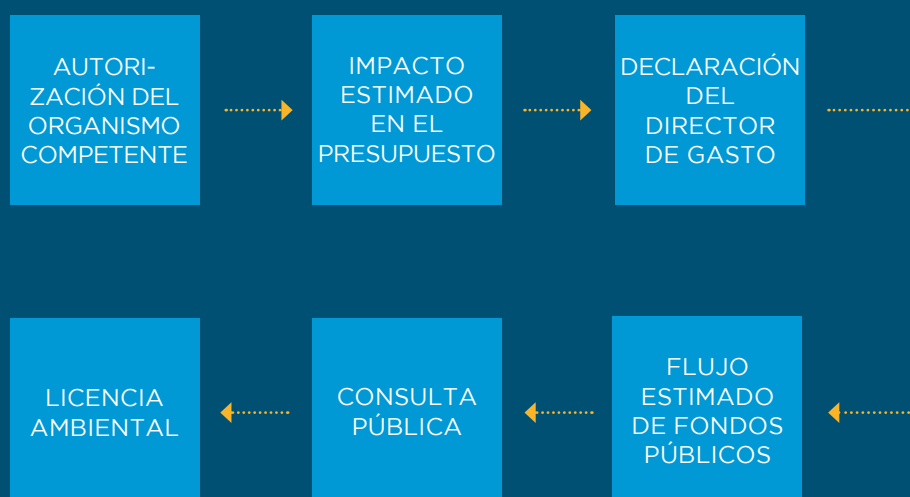 AUTORI-
ZACIÓN DEL
ORGANISMO
COMPETENTE
IMPACTO
ESTIMADO
EN EL
PRESUPUESTO
DECLARACIÓN
DEL
DIRECTOR
DE GASTO
FLUJO
ESTIMADO
DE FONDOS
PÚBLICOS
CONSULTA
PÚBLICA
LICENCIA
AMBIENTAL